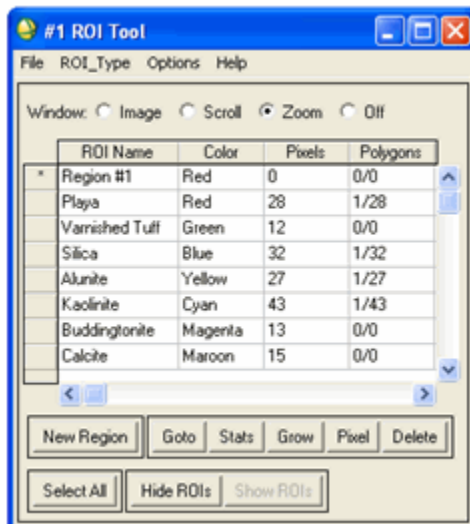 #1 ROI Tool
File ROI_Type Options Help
Window: Image Scroll Zoom Off
ROI Name Color Pixels Polygons
* Region #1 Red 0 0/0
Playa Red 28 1/28
Varnished Tuff Green 12 0/0
Silica Blue 32 1/32
Alunite Yellow 27 1/27
Kaolinite Cyan 43 1/43
Buddingtonite Magenta 13 0/0
Calcite Maroon 15 0/0
New Region Goto Stats Grow Pixel Delete
Select All Hide ROIs Show ROIs